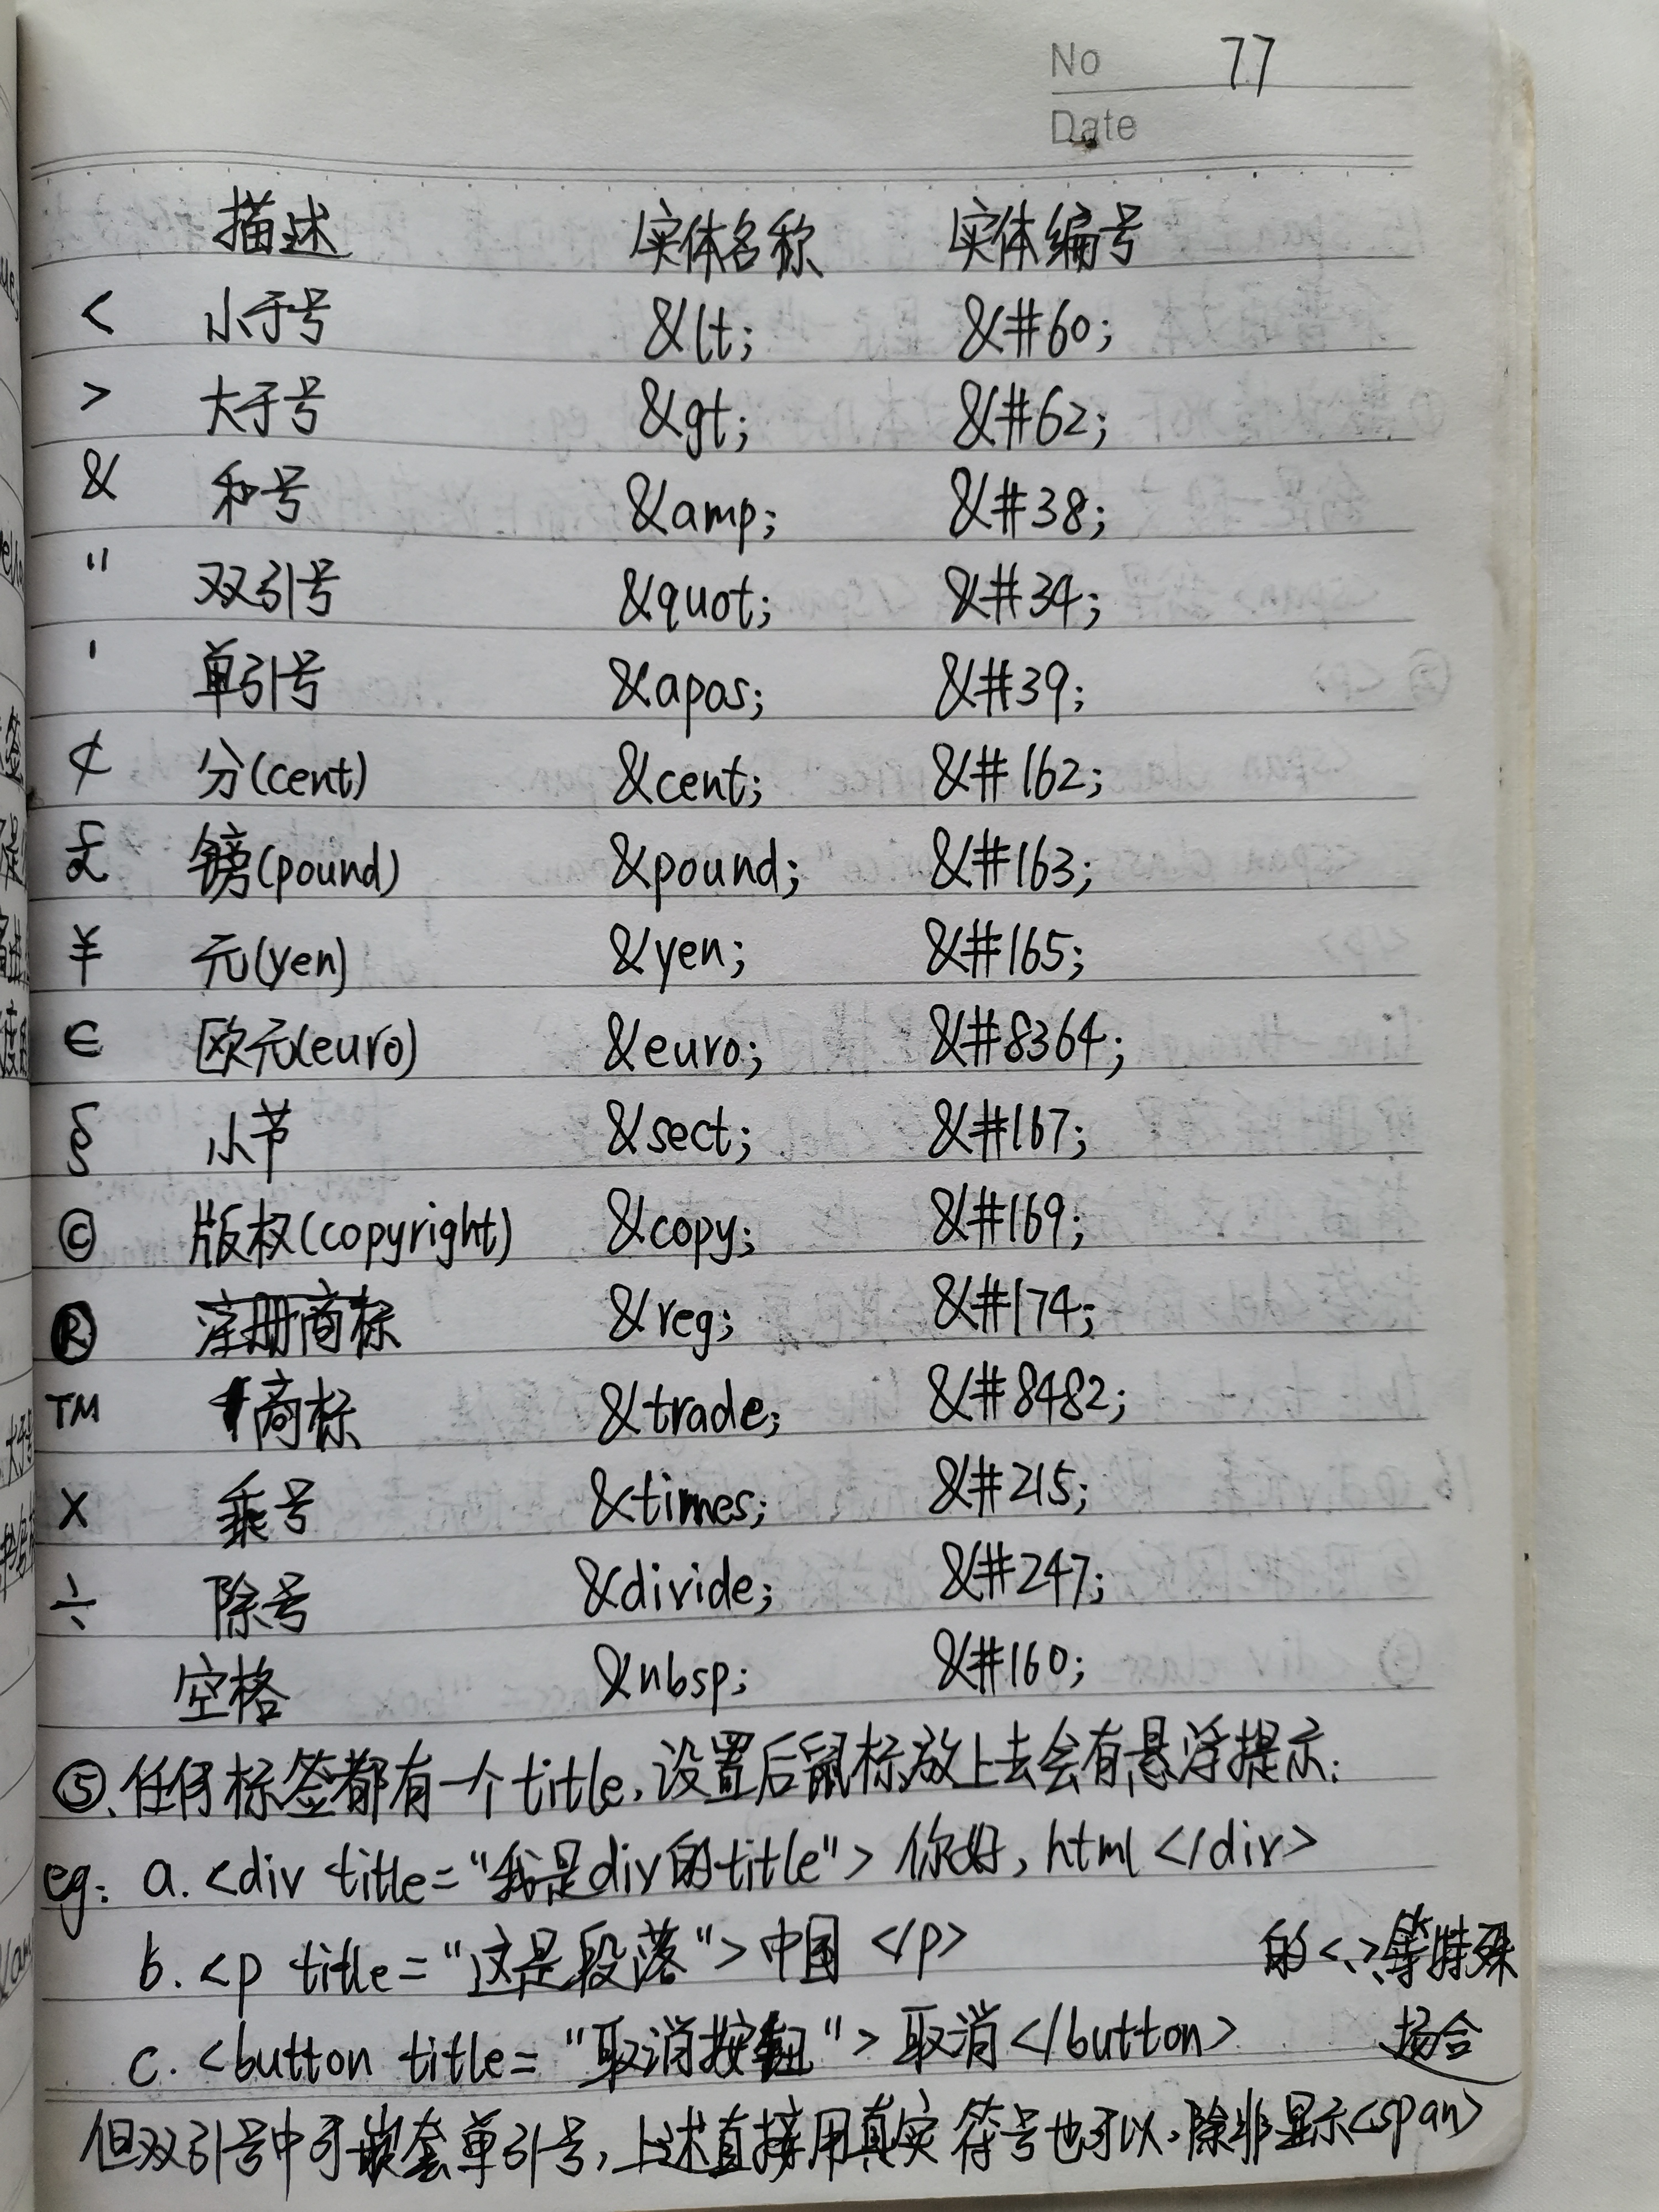 No 77
Date
描述 实体名称 实体编号
< 小于号 &lt; &#60;
> 大于号 &gt; &#62;
& 和号 &amp; &#38;
" 双引号 &quot; &#34;
' 单引号 &apos; &#39;
¢ 分(cent) &cent; &#162;
£ 镑(pound) &pound; &#163;
¥ 元(yen) &yen; &#165;
€ 欧元(euro) &euro; &#8364;
§ 小节 &sect; &#167;
© 版权(copyright) &copy; &#169;
® 注册商标 &reg; &#174;
TM 商标 &trade; &#8482;
× 乘号 &times; &#215;
÷ 除号 &divide; &#247;
空格 &nbsp; &#160;
⑤、任何标签都有一个title,设置后鼠标放上去会有悬浮提示:
eg: a. <div title="我是div的title"> 你好, html </div>
b. <p title="这是段落">中国 </p>
c. <button title="取消按钮"> 取消 </button>
但双引号中可嵌套单引号,上述直接用真实符号也可以,除非显示<span>
的<、>等特殊
场合